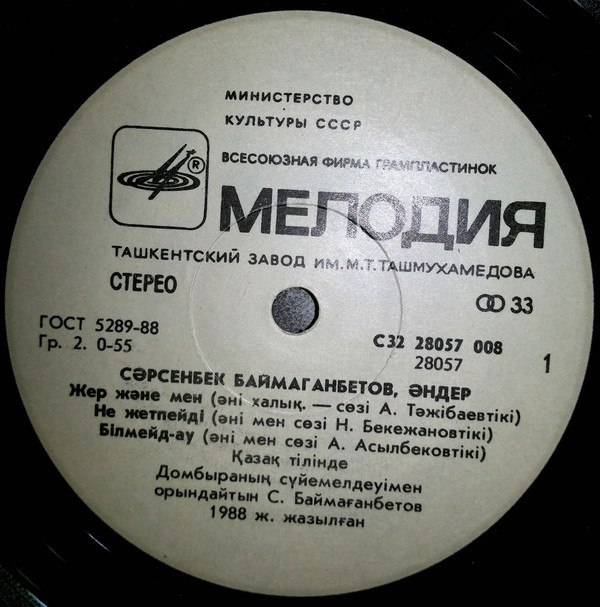 МИНИСТЕРСТВО
КУЛЬТУРЫ СССР
ВСЕСОЮЗНАЯ ФИРМА ГРАМПЛАСТИНОК
®
МЕЛОДИЯ
ТАШКЕНТСКИЙ ЗАВОД ИМ. М.Т.ТАШМУХАМЕДОВА
СТЕРЕО
33
ГОСТ 5289-88
Гр. 2. 0-55
С32 28057 008
28057
1
СӘРСЕНБЕК БАЙМАГАНБЕТОВ, ӘНДЕР
Жер және мен (әні халық. — сөзі А. Тәжібаевтікі)
Не жетпейді (әні мен сөзі Н. Бекежановтікі)
Білмейд-ау (әні мен сөзі А. Асылбековтікі)
Қазақ тілінде
Домбыраның сүйемелдеуімен
орындайтын С. Баймағанбетов
1988 ж. жазылған